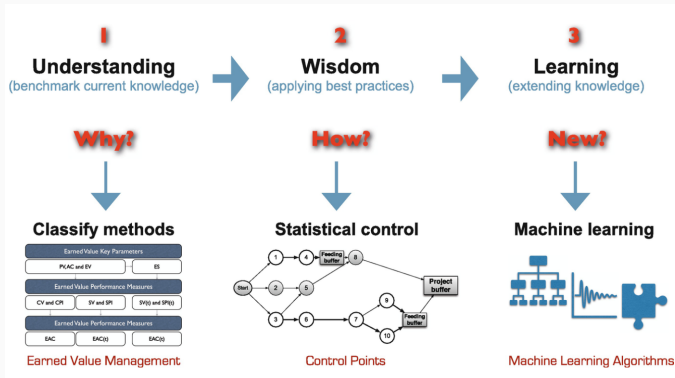 1
2
3
Understanding
Wisdom
Learning
(benchmark current knowledge)
(applying best practices)
(extending knowledge)
Why?
How?
New?
Classify methods
Statistical control
Machine learning
Earned Value Key Parameters
PV,AC and EV
ES
Earned Value Performance Measures
CV and CPI
SV and SPI
SV(t) and SPI(t)
Earned Value Performance Measures
EAC
EAC(t)
EAC(t)
Start
1
4
Feeding
buffer
8
2
5
Project
buffer
3
6
7
9
Feeding
buffer
10
Earned Value Management
Control Points
Machine Learning Algorithms